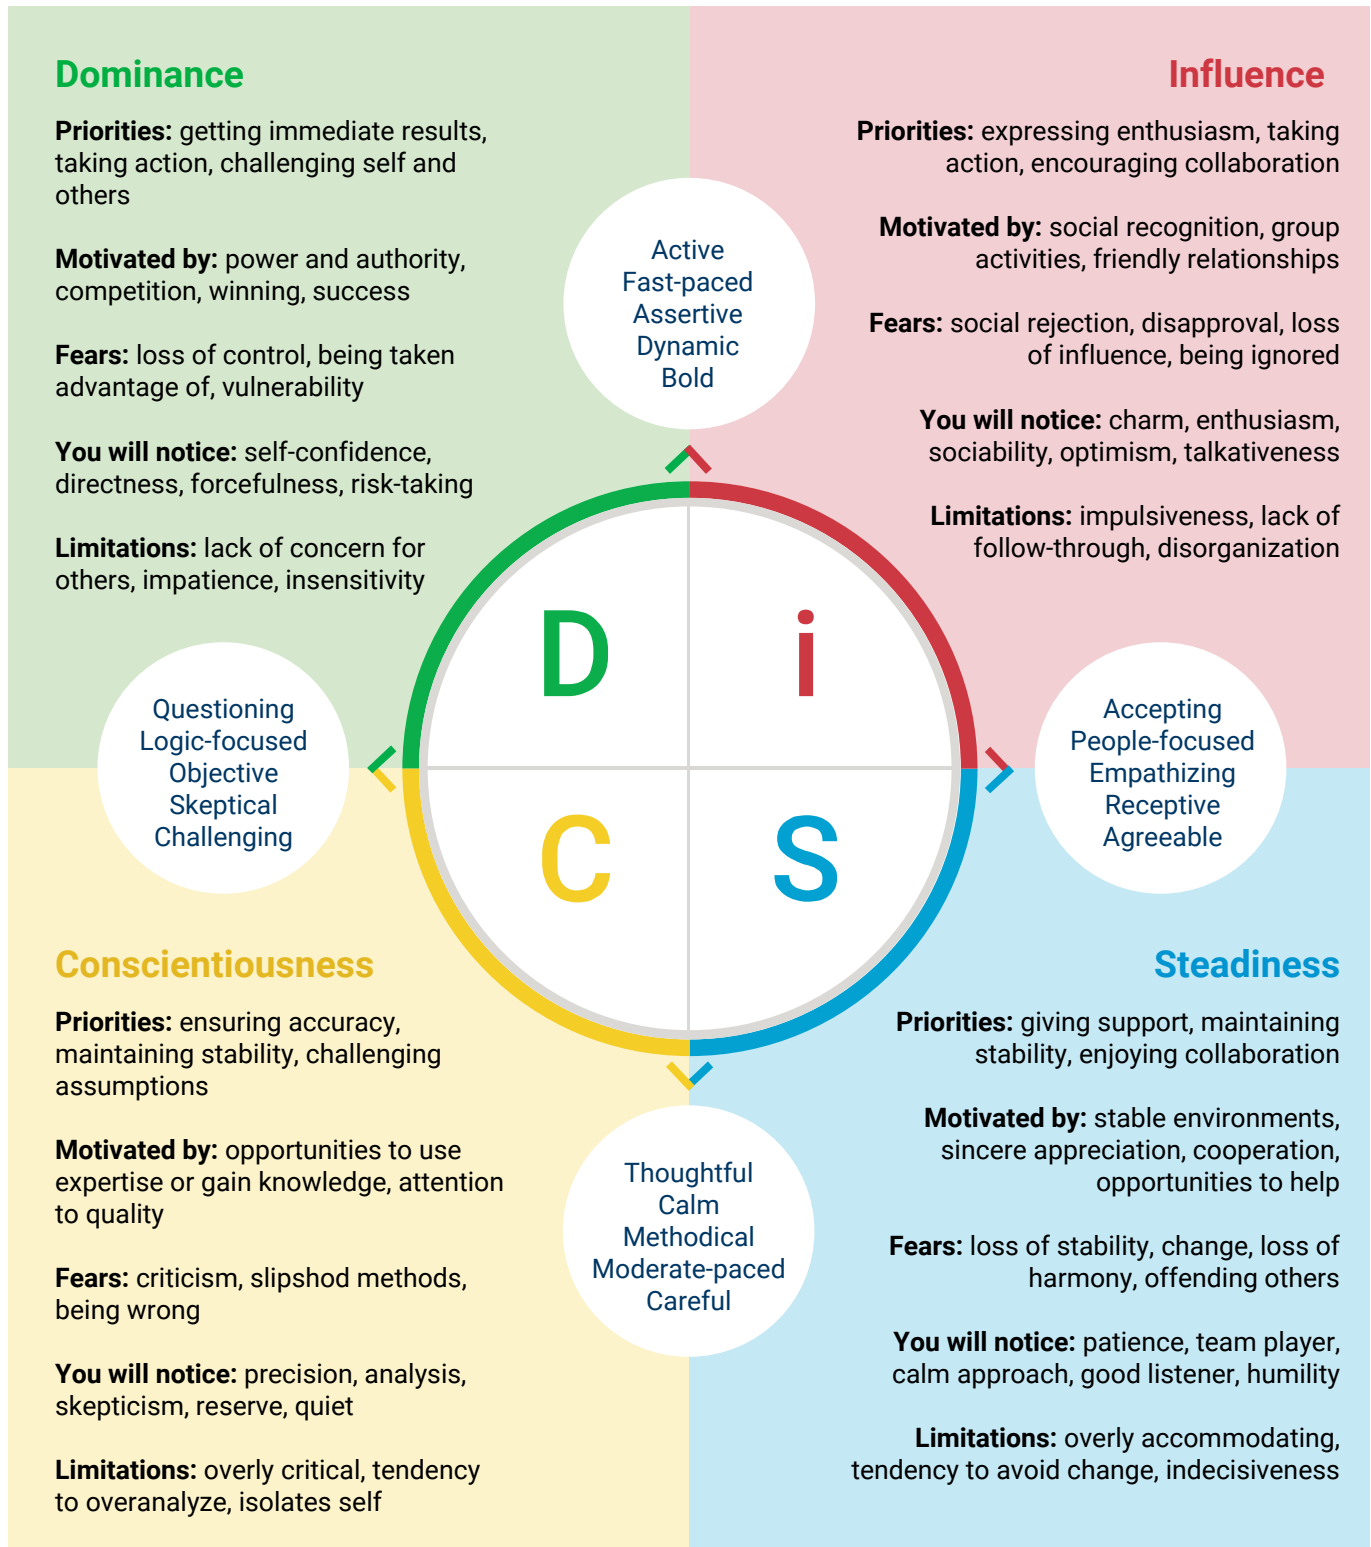 Dominance
Priorities: getting immediate results,
taking action, challenging self and
others
Motivated by: power and authority,
competition, winning, success
Fears: loss of control, being taken
advantage of, vulnerability
You will notice: self-confidence,
directness, forcefulness, risk-taking
Limitations: lack of concern for
others, impatience, insensitivity
Influence
Priorities: expressing enthusiasm, taking
action, encouraging collaboration
Motivated by: social recognition, group
activities, friendly relationships
Fears: social rejection, disapproval, loss
of influence, being ignored
You will notice: charm, enthusiasm,
sociability, optimism, talkativeness
Limitations: impulsiveness, lack of
follow-through, disorganization
Active
Fast-paced
Assertive
Dynamic
Bold
D
i
Questioning
Logic-focused
Objective
Skeptical
Challenging
Accepting
People-focused
Empathizing
Receptive
Agreeable
C
S
Conscientiousness
Priorities: ensuring accuracy,
maintaining stability, challenging
assumptions
Motivated by: opportunities to use
expertise or gain knowledge, attention
to quality
Fears: criticism, slipshod methods,
being wrong
You will notice: precision, analysis,
skepticism, reserve, quiet
Limitations: overly critical, tendency
to overanalyze, isolates self
Thoughtful
Calm
Methodical
Moderate-paced
Careful
Steadiness
Priorities: giving support, maintaining
stability, enjoying collaboration
Motivated by: stable environments,
sincere appreciation, cooperation,
opportunities to help
Fears: loss of stability, change, loss of
harmony, offending others
You will notice: patience, team player,
calm approach, good listener, humility
Limitations: overly accommodating,
tendency to avoid change, indecisiveness